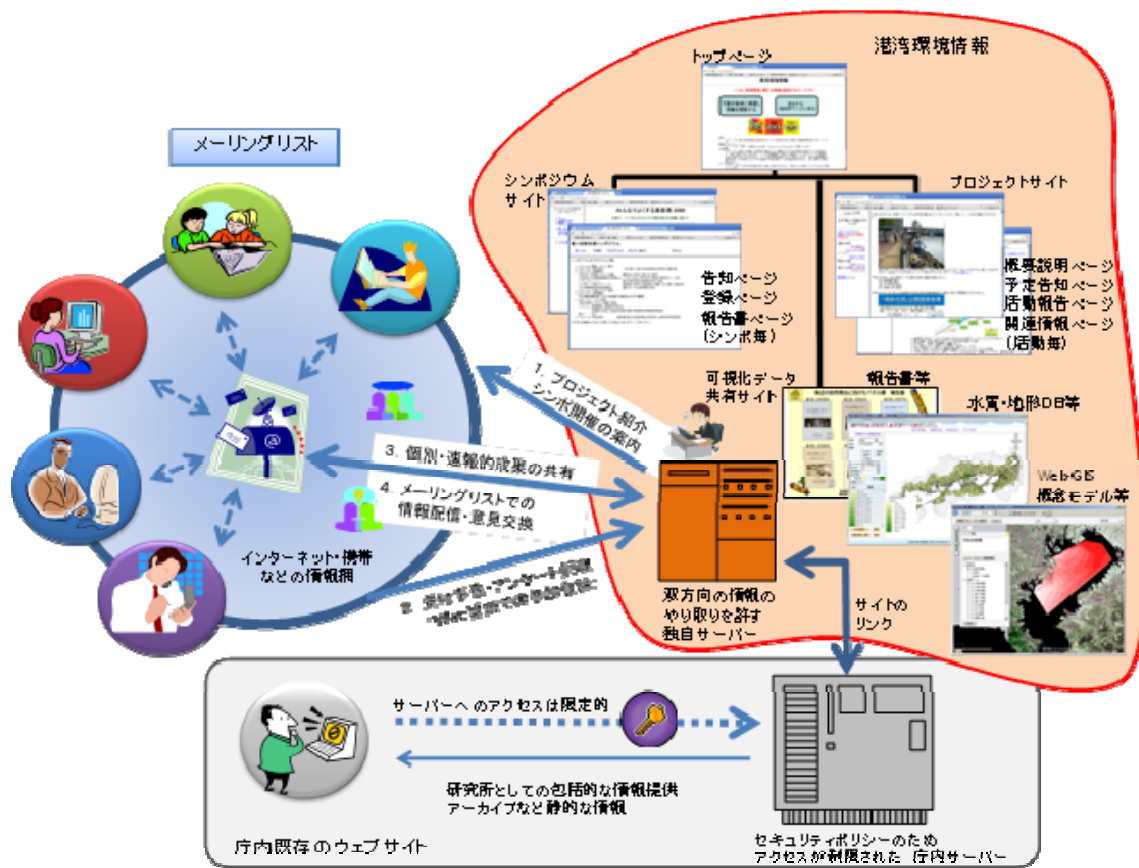 港湾環境情報
トップページ
メーリングリスト
シンポジウム
サイト
プロジェクトサイト
告知ページ
登録ページ
報告書ページ
(シンポ毎)
概要説明ページ
予定告知ページ
活動報告ページ
関連情報ページ
(活動毎)
可視化データ
共有サイト
報告書等
水質・地形DB等
Web-GIS
概念モデル等
1. プロジェクト紹介
シンポ開催の案内
3. 個別・速報的成果の共有
4. メーリングリストでの
情報配信・意見交換
インターネット・携帯
などの情報網
双方向の情報の
やり取りを許す
独自サーバー
サイトの
リンク
サーバーへのアクセスは限定的
研究所としての包括的な情報提供
アーカイブなど静的な情報
庁内既存のウェブサイト
セキュリティポリシーのため
アクセスが制限された 庁内サーバー